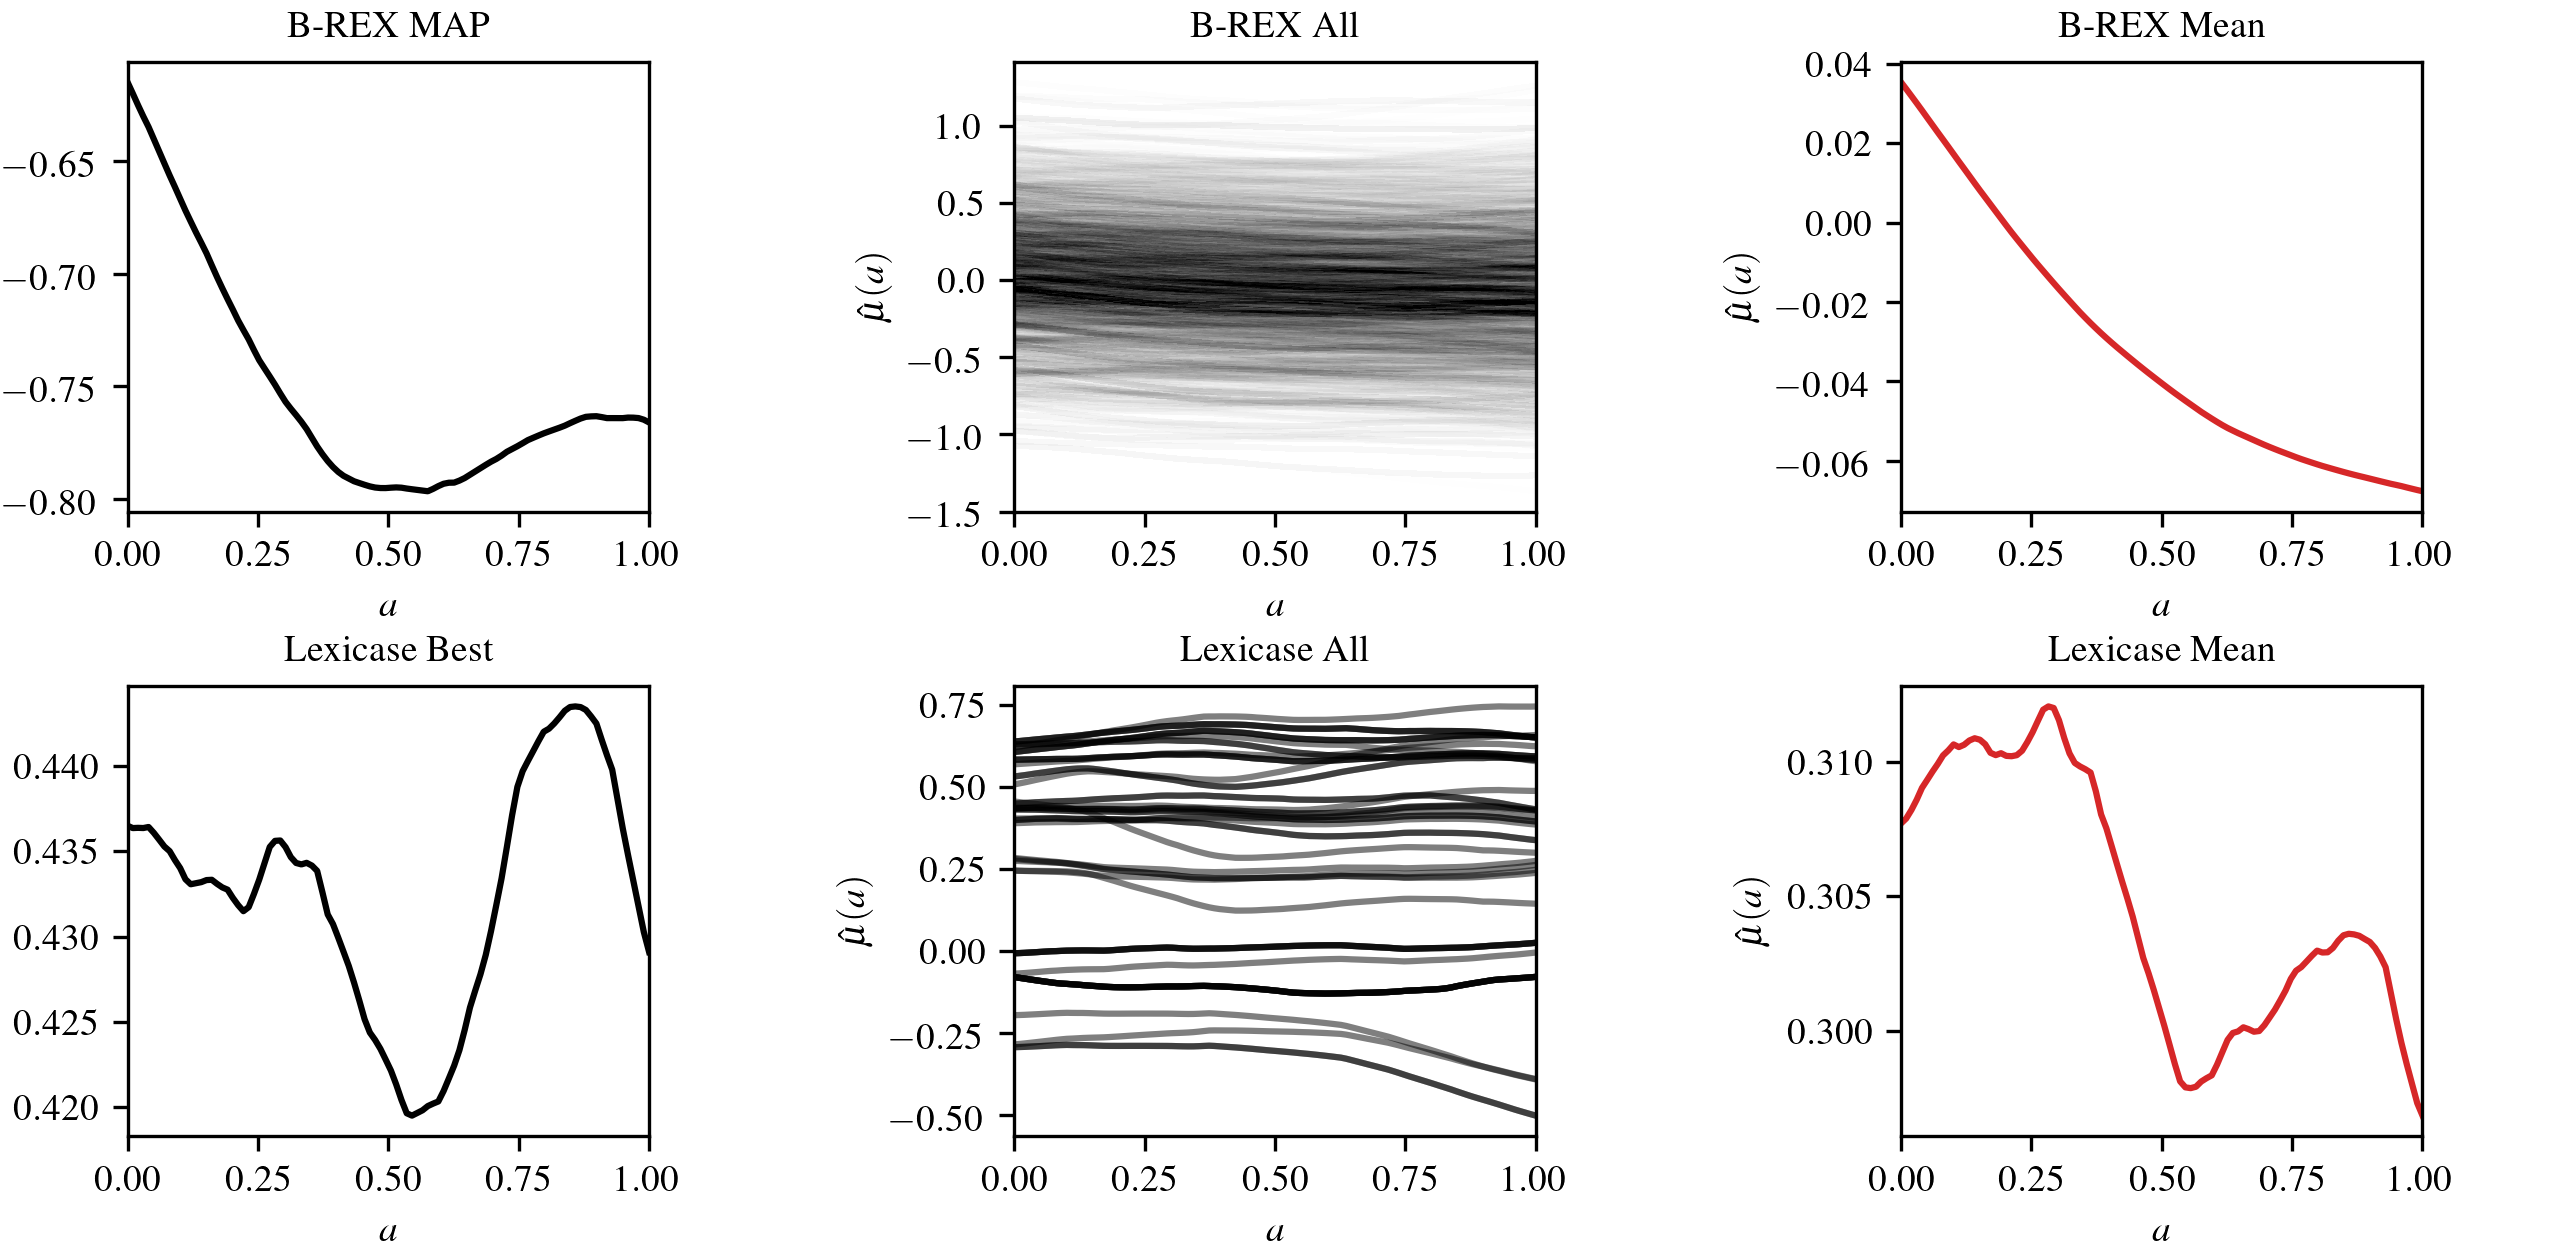 B-REX MAP
−0.65
−0.70
−0.75
−0.80
0.00 0.25 0.50 0.75 1.00
a
B-REX All
μ̂(a)
1.0
0.5
0.0
−0.5
−1.0
−1.5
0.00 0.25 0.50 0.75 1.00
a
B-REX Mean
μ̂(a)
0.04
0.02
0.00
−0.02
−0.04
−0.06
0.00 0.25 0.50 0.75 1.00
a
Lexicase Best
0.440
0.435
0.430
0.425
0.420
0.00 0.25 0.50 0.75 1.00
a
Lexicase All
μ̂(a)
0.75
0.50
0.25
0.00
−0.25
−0.50
0.00 0.25 0.50 0.75 1.00
a
Lexicase Mean
μ̂(a)
0.310
0.305
0.300
0.00 0.25 0.50 0.75 1.00
a